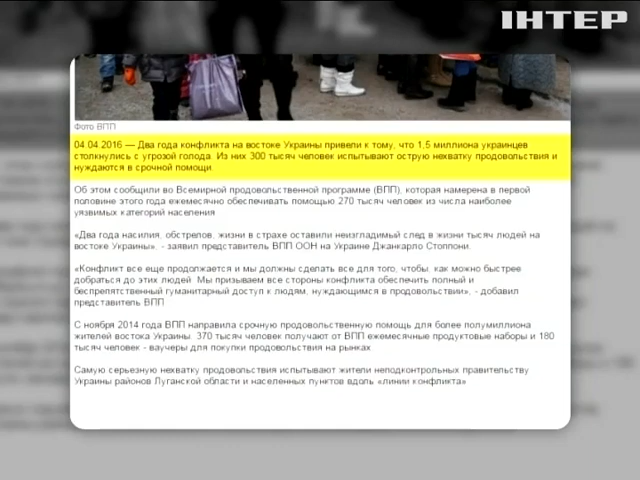 ІНТЕР
Фото ВПП
04.04.2016 — Два года конфликта на востоке Украины привели к тому, что 1,5 миллиона украинцев
столкнулись с угрозой голода. Из них 300 тысяч человек испытывают острую нехватку продовольствия и
нуждаются в срочной помощи.
Об этом сообщили во Всемирной продовольственной программе (ВПП), которая намерена в первой
половине этого года ежемесячно обеспечивать помощью 270 тысяч человек из числа наиболее
уязвимых категорий населения
«Два года насилия, обстрелов, жизни в страхе оставили неизгладимый след в жизни тысяч людей на
востоке Украины», - заявил представитель ВПП ООН на Украине Джанкарло Стоппони.
«Конфликт все еще продолжается и мы должны сделать все для того, чтобы, как можно быстрее
добраться до этих людей. Мы призываем все стороны конфликта обеспечить полный и
беспрепятственный гуманитарный доступ к людям, нуждающимся в продовольствии», - добавил
представитель ВПП
С ноября 2014 года ВПП направила срочную продовольственную помощь для более полумиллиона
жителей востока Украины. 370 тысяч человек получают от ВПП ежемесячные продуктовые наборы и 180
тысяч человек - ваучеры для покупки продовольствия на рынках
Самую серьезную нехватку продовольствия испытывают жители неподконтрольных правительству
Украины районов Луганской области и населенных пунктов вдоль «линии конфликта»